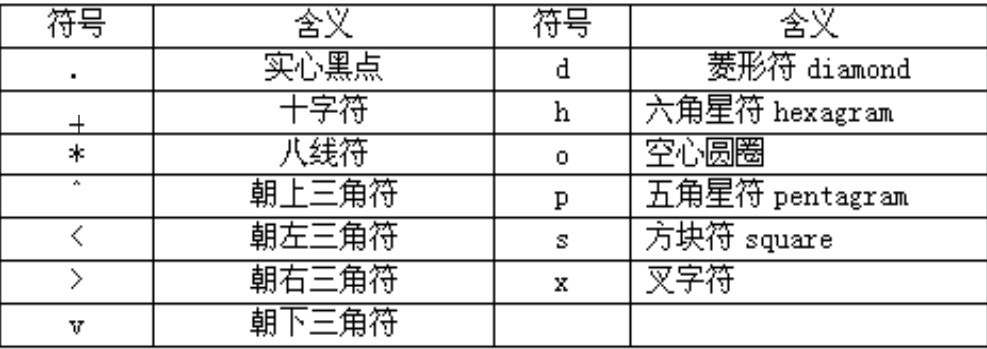 符号 含义 符号 含义
. 实心黑点 d 菱形符 diamond
+ 十字符 h 六角星符 hexagram
* 八线符 o 空心圆圈
^ 朝上三角符 p 五角星符 pentagram
< 朝左三角符 s 方块符 square
> 朝右三角符 x 叉字符
v 朝下三角符